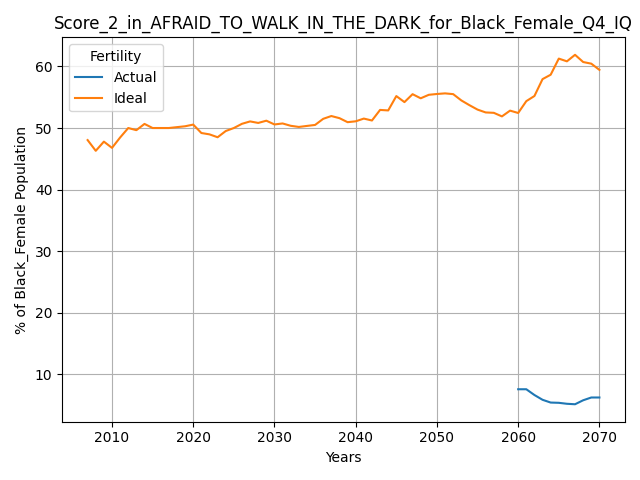 Score_2_in_AFRAID_TO_WALK_IN_THE_DARK_for_Black_Female_Q4_IQ
Fertility
Actual
Ideal
% of Black_Female Population
60
50
40
30
20
10
2010 2020 2030 2040 2050 2060 2070
Years